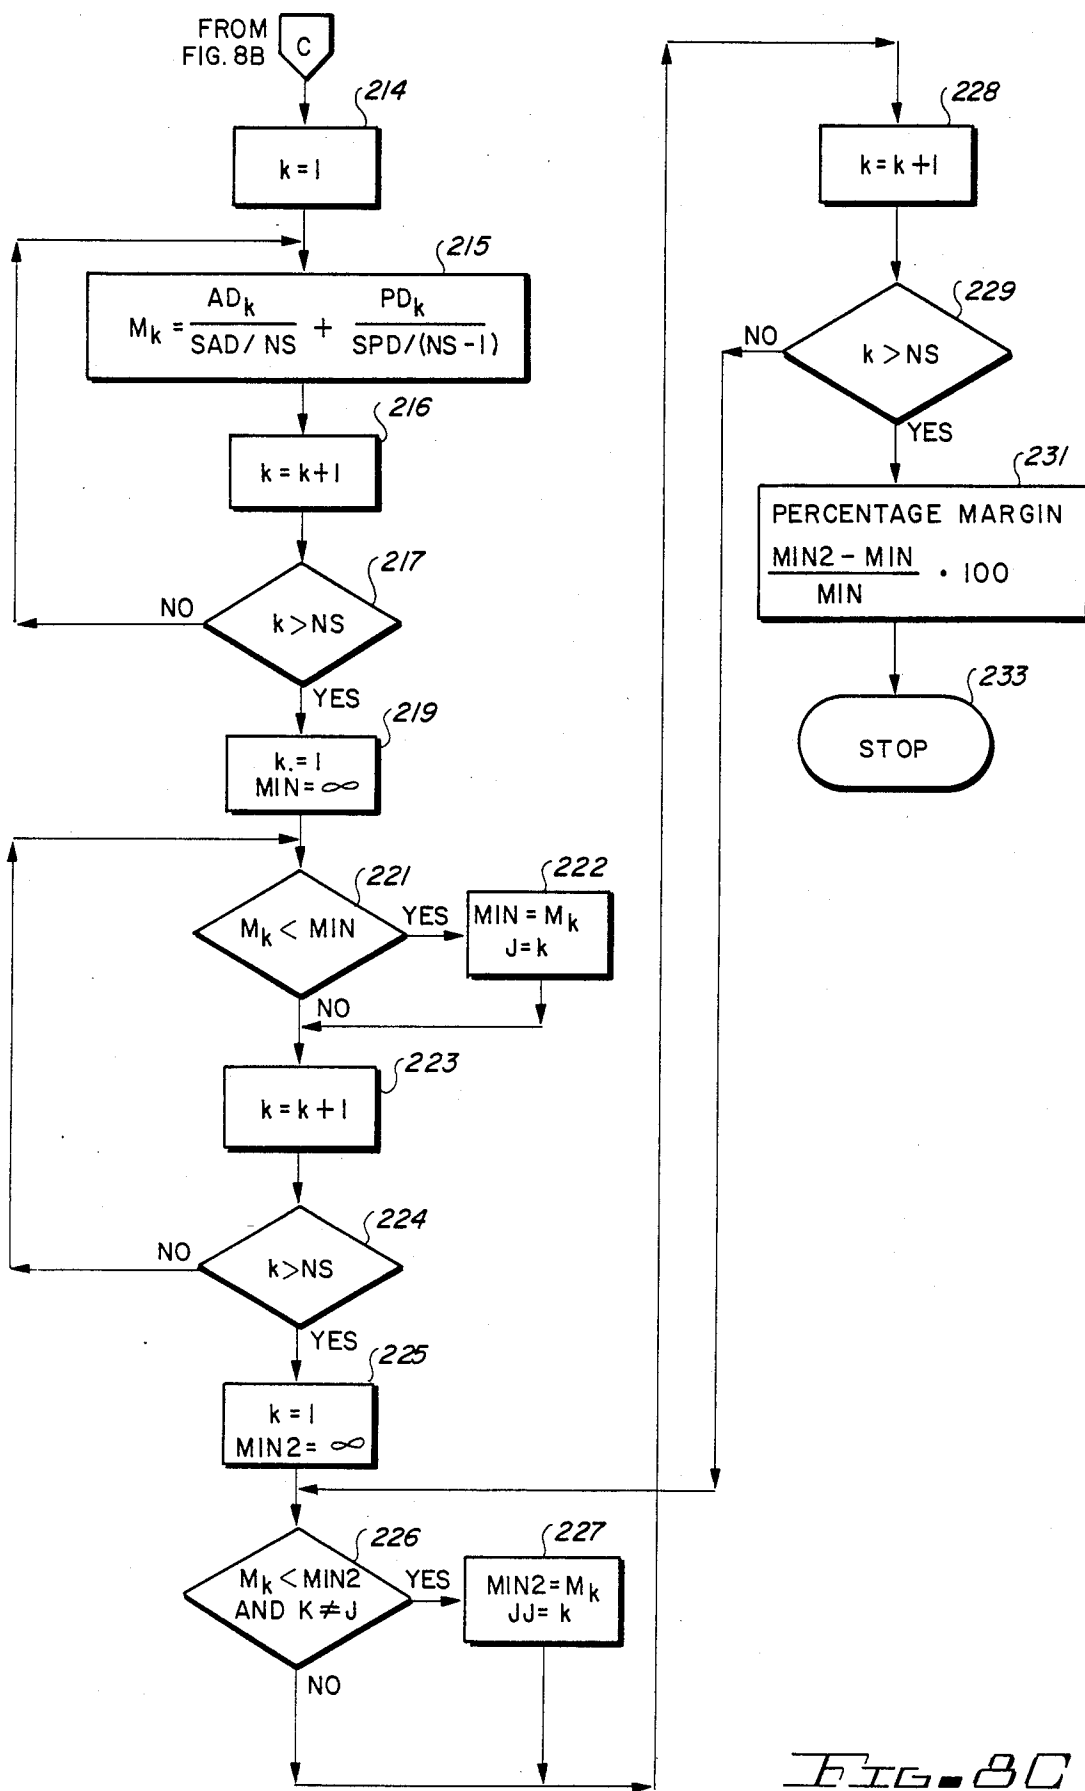 FROM
FIG. 8B
C
214
k = 1
215
M_k = AD_k / (SAD / NS) + PD_k / (SPD/(NS-1))
216
k = k+1
217
k > NS
NO
YES
219
k. = 1
MIN = ∞
221
M_k < MIN
YES
222
MIN = M_k
J = k
NO
223
k = k + 1
224
k > NS
NO
YES
225
k = 1
MIN2 = ∞
226
M_k < MIN2
AND K ≠ J
YES
227
MIN2 = M_k
JJ = k
NO
228
k = k + 1
229
k > NS
NO
YES
231
PERCENTAGE MARGIN
MIN2 - MIN
MIN
· 100
233
STOP
FIG. 8C